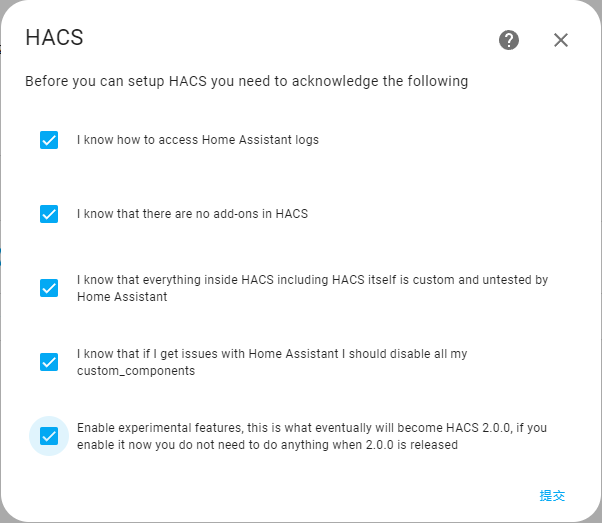 HACS
Before you can setup HACS you need to acknowledge the following
I know how to access Home Assistant logs
I know that there are no add-ons in HACS
I know that everything inside HACS including HACS itself is custom and untested by
Home Assistant
I know that if I get issues with Home Assistant I should disable all my
custom_components
Enable experimental features, this is what eventually will become HACS 2.0.0, if you
enable it now you do not need to do anything when 2.0.0 is released
提交